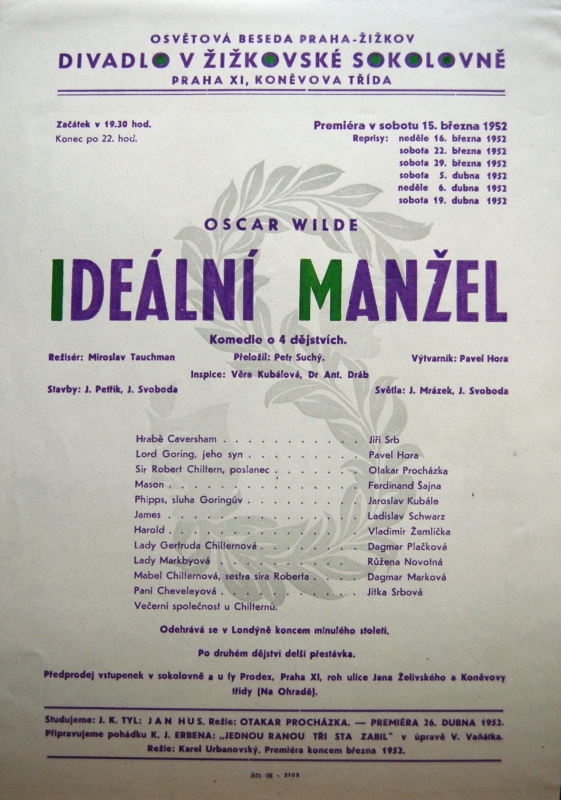 OSVĚTOVÁ BESEDA PRAHA-ŽIŽKOV
DIVADLO V ŽIŽKOVSKÉ SOKOLOVNĚ
PRAHA XI, KONĚVOVA TŘÍDA
Začátek v 19.30 hod.
Konec po 22. hod.
Premiéra v sobotu 15. března 1952
Reprisy: neděle 16. března 1952
sobota 22. března 1952
sobota 29. března 1952
sobota 5. dubna 1952
neděle 6. dubna 1952
sobota 19. dubna 1952
OSCAR WILDE
IDEÁLNÍ MANŽEL
Komedie o 4 dějstvích.
Režisér: Miroslav Tauchman Přeložil: Petr Suchý. Výtvarník: Pavel Hora
Inspice: Věra Kubálová, Dr Ant. Dráb
Stavby: J. Petřík, J. Svoboda Světla: J. Mrázek, J. Svoboda
Hrabě Caversham . . . . . . . . . . . Jiří Srb
Lord Goring, jeho syn . . . . . . . . . Pavel Hora
Sir Robert Chiltern, poslanec . . . . . . . Otakar Procházka
Mason . . . . . . . . . . . . . . . Ferdinand Šajna
Phipps, sluha Goringův . . . . . . . . . Jaroslav Kubále
James . . . . . . . . . . . . . . . Ladislav Schwarz
Harold . . . . . . . . . . . . . . . Vladimír Žemlička
Lady Gertruda Chilternová . . . . . . . . Dagmar Plačková
Lady Markbyová . . . . . . . . . . . Růžena Novotná
Mabel Chilternová, sestra sira Roberta . . . . Dagmar Marková
Paní Cheveleyová . . . . . . . . . . . Jitka Srbová
Večerní společnost u Chilternů.
Odehrává se v Londýně koncem minulého století.
Po druhém dějství delší přestávka.
Předprodej vstupenek v sokolovně a u fy Prodex, Praha XI, roh ulice Jana Želivského a Koněvovy
třídy (Na Ohradě).
Studujeme: J. K. TYL: JAN HUS. Režie: OTAKAR PROCHÁZKA. — PREMIÉRA 26. DUBNA 1952.
Připravujeme pohádku K. J. ERBENA: „JEDNOU RANOU TŘI STA ZABIL" v úpravě V. Vaňátka.
Režie: Karel Urbanovský. Premiéra koncem března 1952.